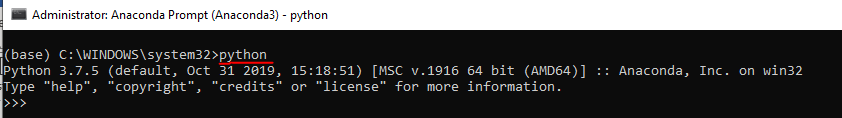 Administrator: Anaconda Prompt (Anaconda3) - python
(base) C:\WINDOWS\system32>python
Python 3.7.5 (default, Oct 31 2019, 15:18:51) [MSC v.1916 64 bit (AMD64)] :: Anaconda, Inc. on win32
Type "help", "copyright", "credits" or "license" for more information.
>>>